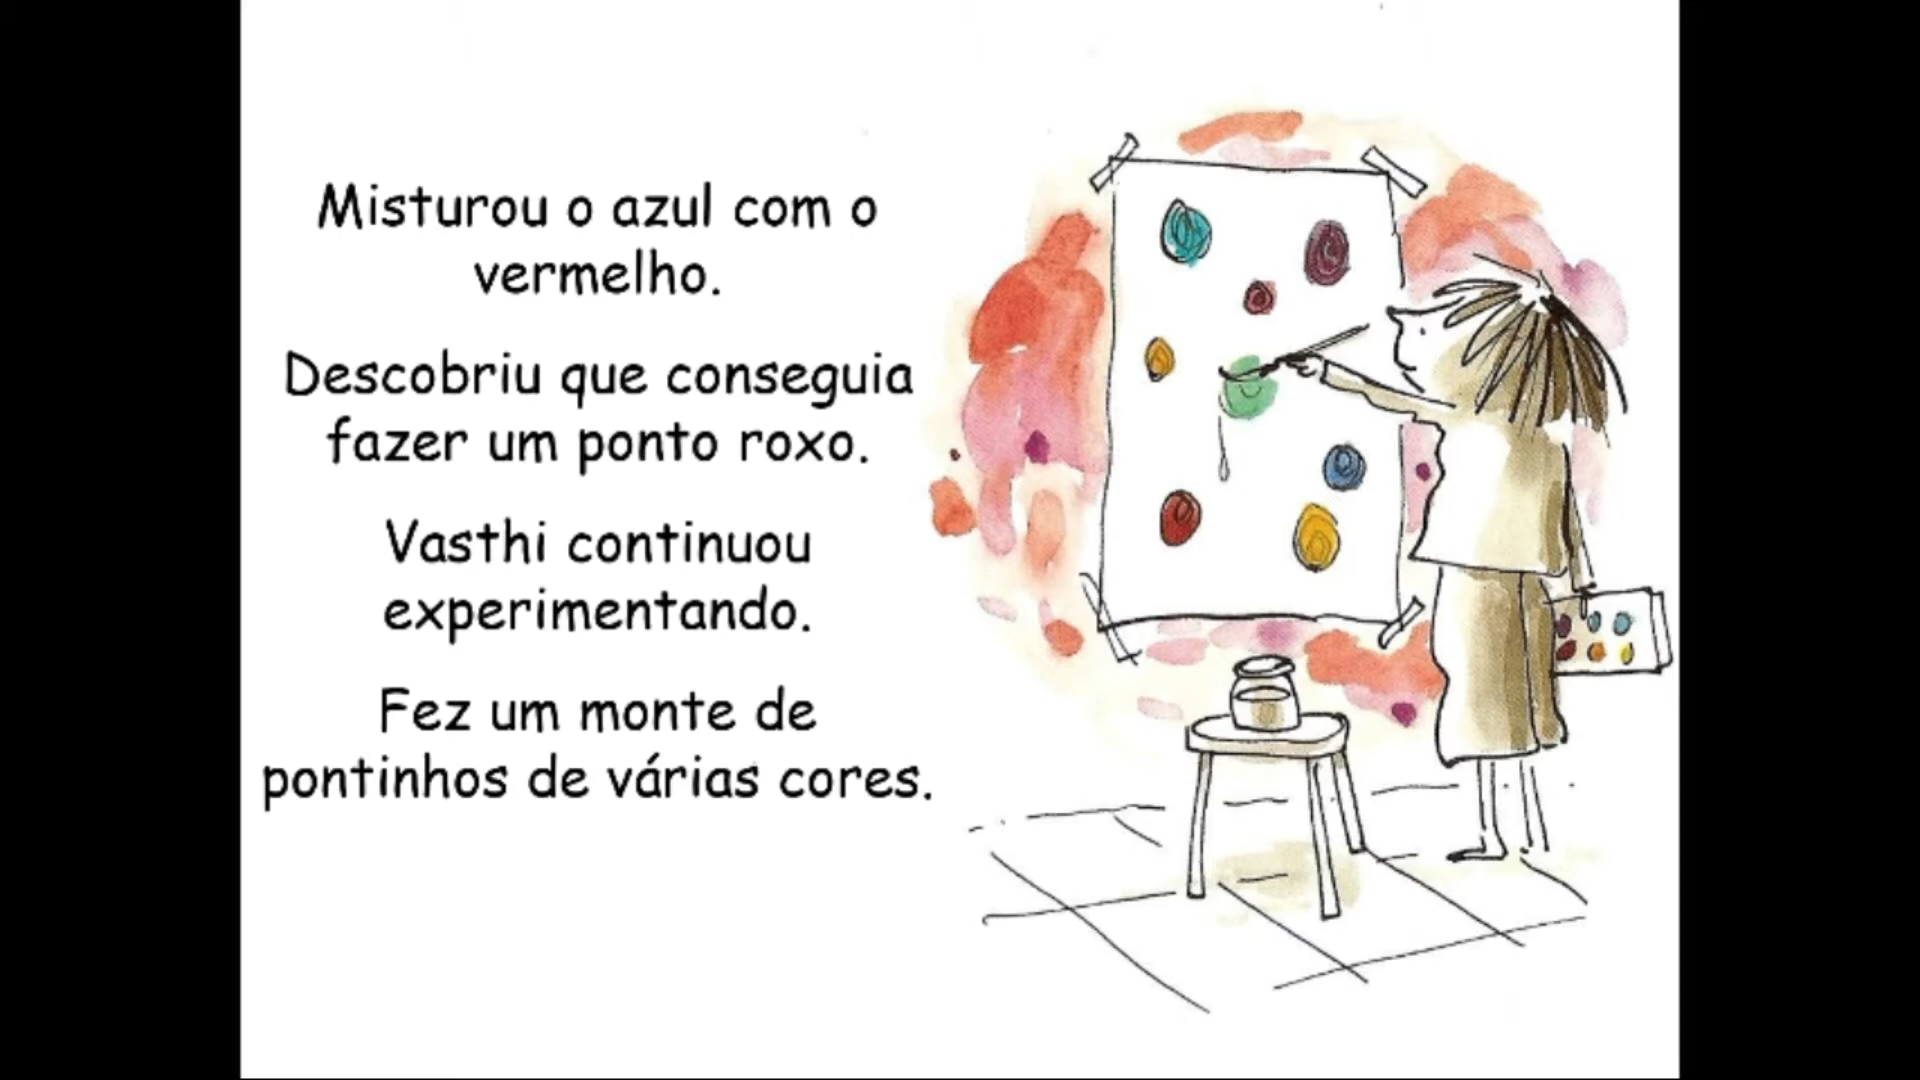 Misturou o azul com o
vermelho.
Descobriu que conseguia
fazer um ponto roxo.
Vasthi continuou
experimentando.
Fez um monte de
pontinhos de várias cores.